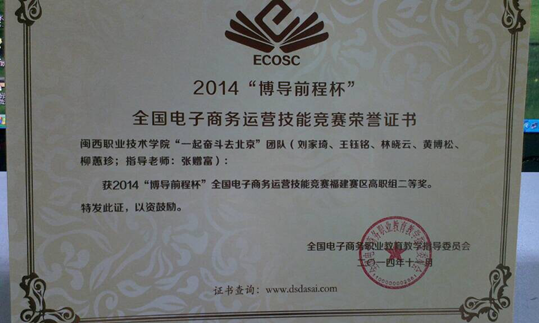 ECOSC
2014“博导前程杯”
全国电子商务运营技能竞赛荣誉证书
闽西职业技术学院“一起奋斗去北京”团队(刘家琦、王钰铭、林晓云、黄博松、
柳蕙珍；指导老师：张赠富)：
获2014“博导前程杯”全国电子商务运营技能竞赛福建赛区高职组二等奖。
特发此证，以资鼓励。
全国电子商务职业教育教学指导委员会
二〇一四年十一月
证书查询：www.dsdasai.com